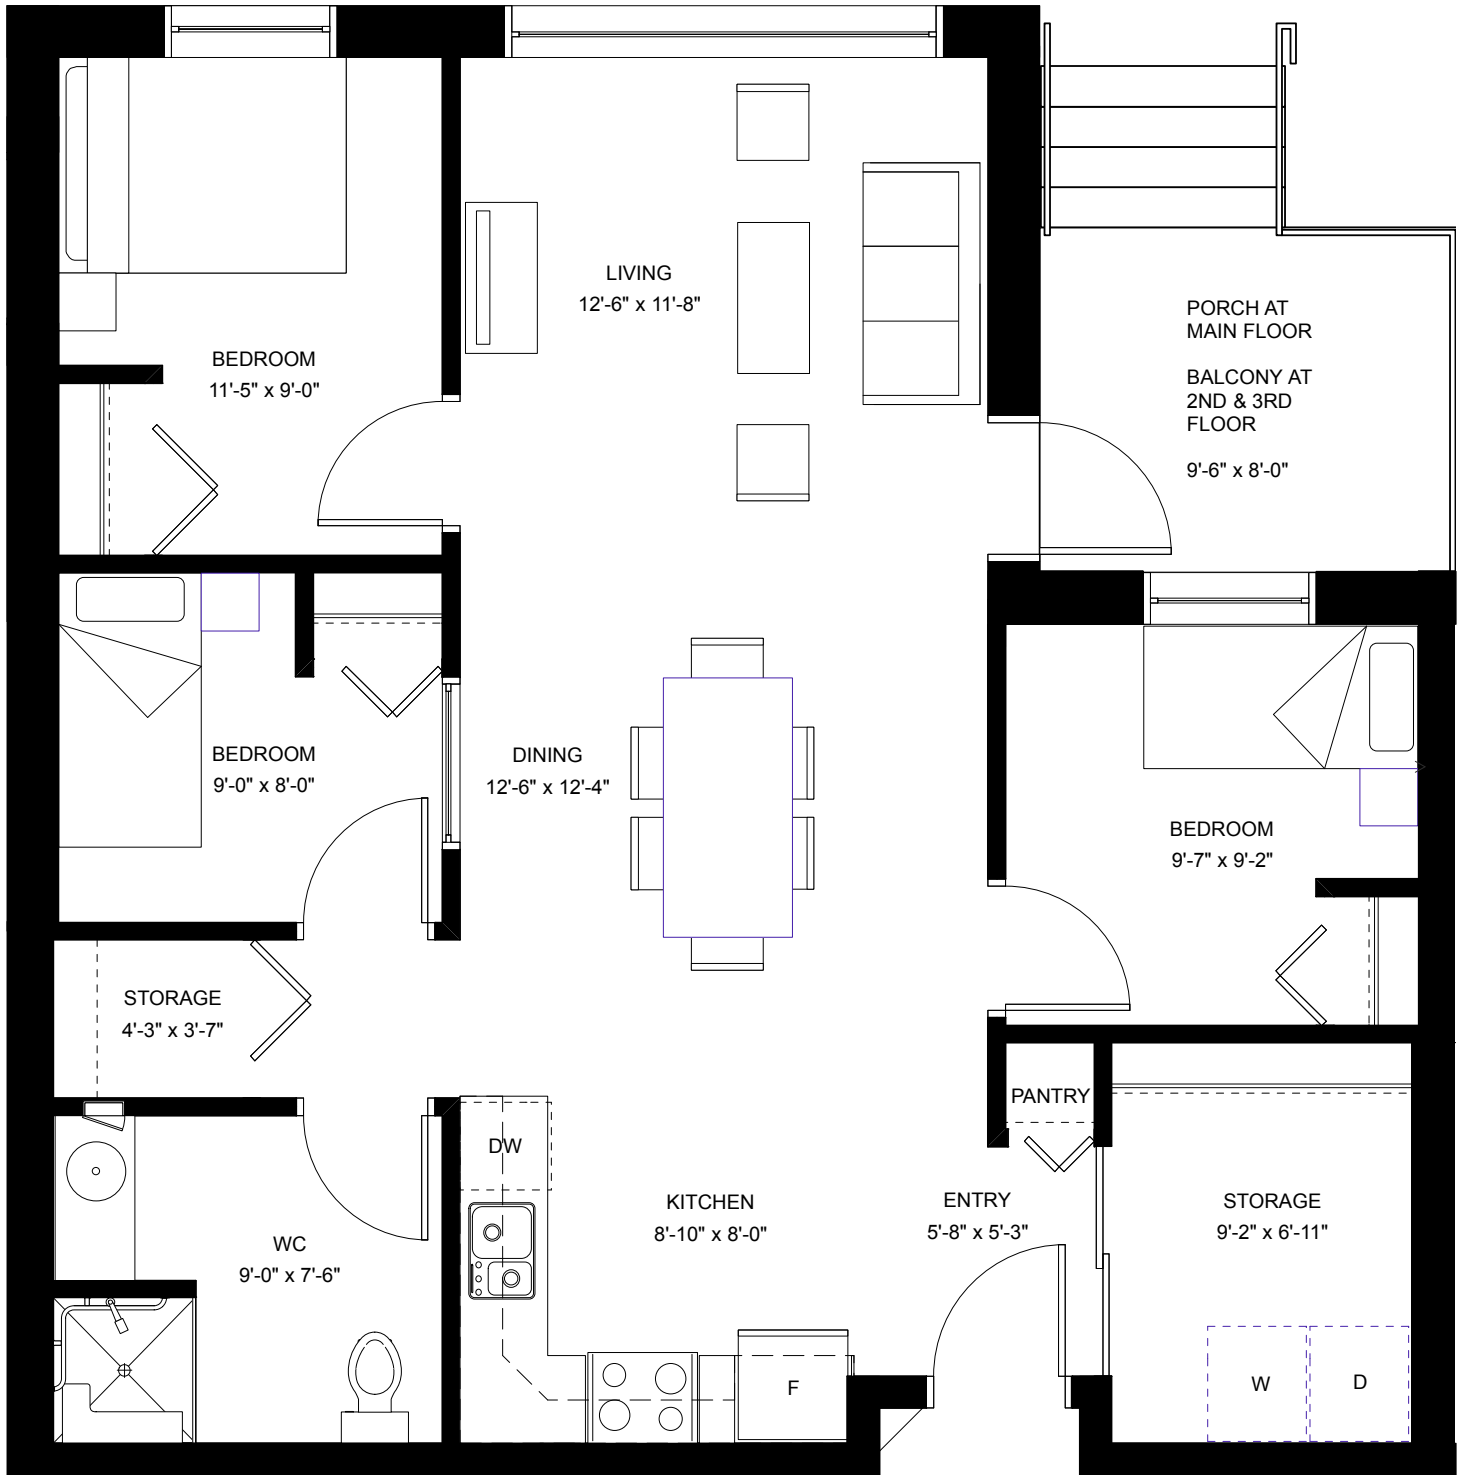 LIVING
12'-6" x 11'-8"
PORCH AT
MAIN FLOOR
BALCONY AT
2ND & 3RD
FLOOR
9'-6" x 8'-0"
BEDROOM
11'-5" x 9'-0"
BEDROOM
9'-0" x 8'-0"
DINING
12'-6" x 12'-4"
BEDROOM
9'-7" x 9'-2"
STORAGE
4'-3" x 3'-7"
PANTRY
DW
KITCHEN
8'-10" x 8'-0"
ENTRY
5'-8" x 5'-3"
STORAGE
9'-2" x 6'-11"
WC
9'-0" x 7'-6"
F
W
D